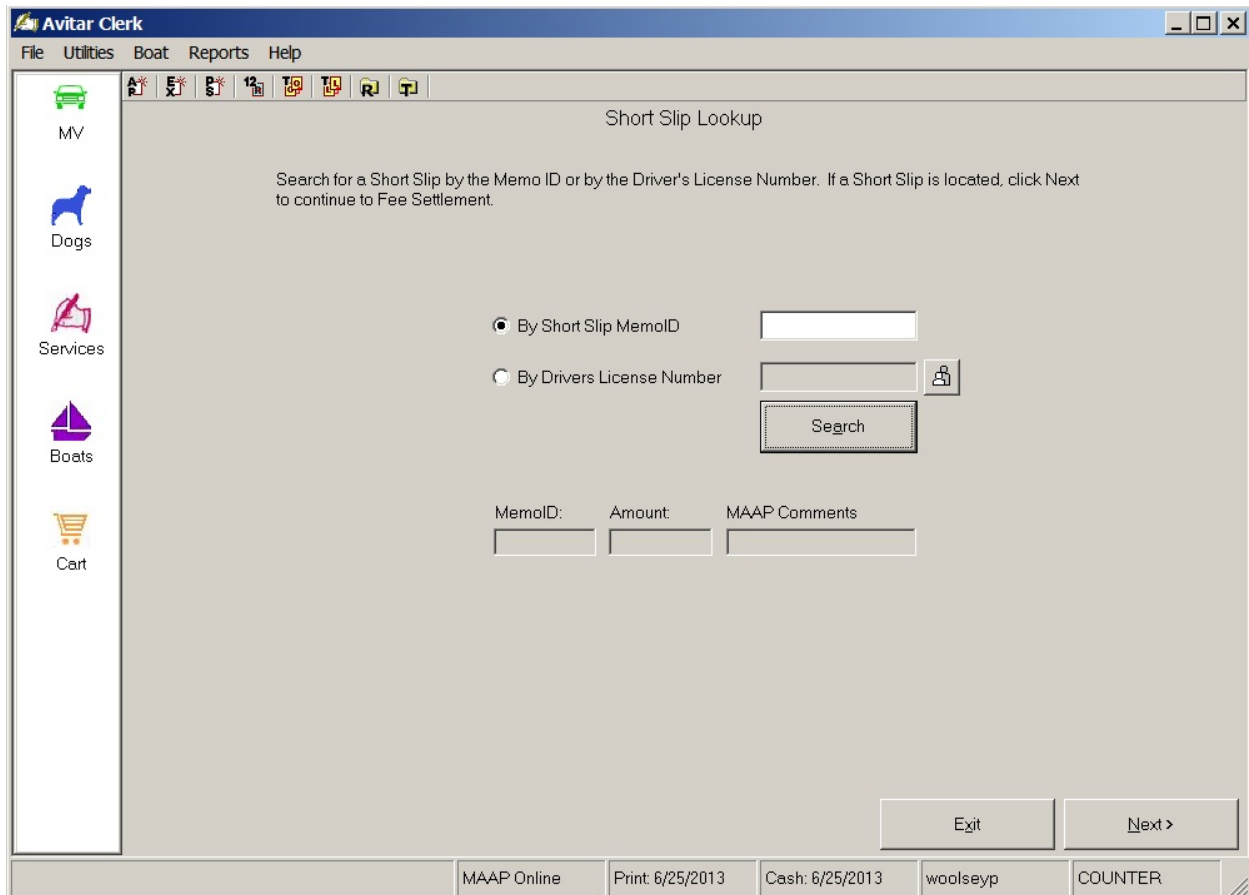 Avitar Clerk
File Utilities Boat Reports Help
MV
Dogs
Services
Boats
Cart
Short Slip Lookup
Search for a Short Slip by the Memo ID or by the Driver's License Number. If a Short Slip is located, click Next
to continue to Fee Settlement.
By Short Slip MemoID
By Drivers License Number
Search
MemoID: Amount: MAAP Comments
Exit Next >
MAAP Online Print: 6/25/2013 Cash: 6/25/2013 woolseyp COUNTER